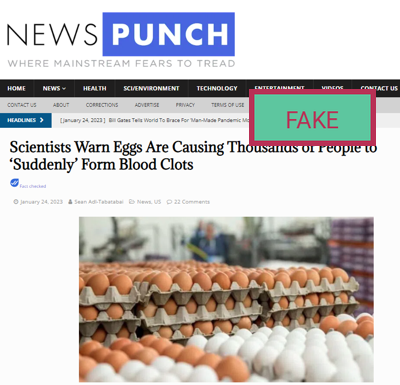 NEWS PUNCH
WHERE MAINSTREAM FEARS TO TREAD
HOME NEWS HEALTH SCI/ENVIRONMENT TECHNOLOGY ENTERTAINMENT VIDEOS CONTACT US
CONTACT US ABOUT CORRECTIONS ADVERTISE PRIVACY TERMS OF USE
FAKE
HEADLINES [ January 24, 2023 ] Bill Gates Tells World To Brace For 'Man-Made Pandemic
Scientists Warn Eggs Are Causing Thousands of People to
‘Suddenly’ Form Blood Clots
Fact checked
January 24, 2023 Sean Adl-Tabatabai News, US 22 Comments